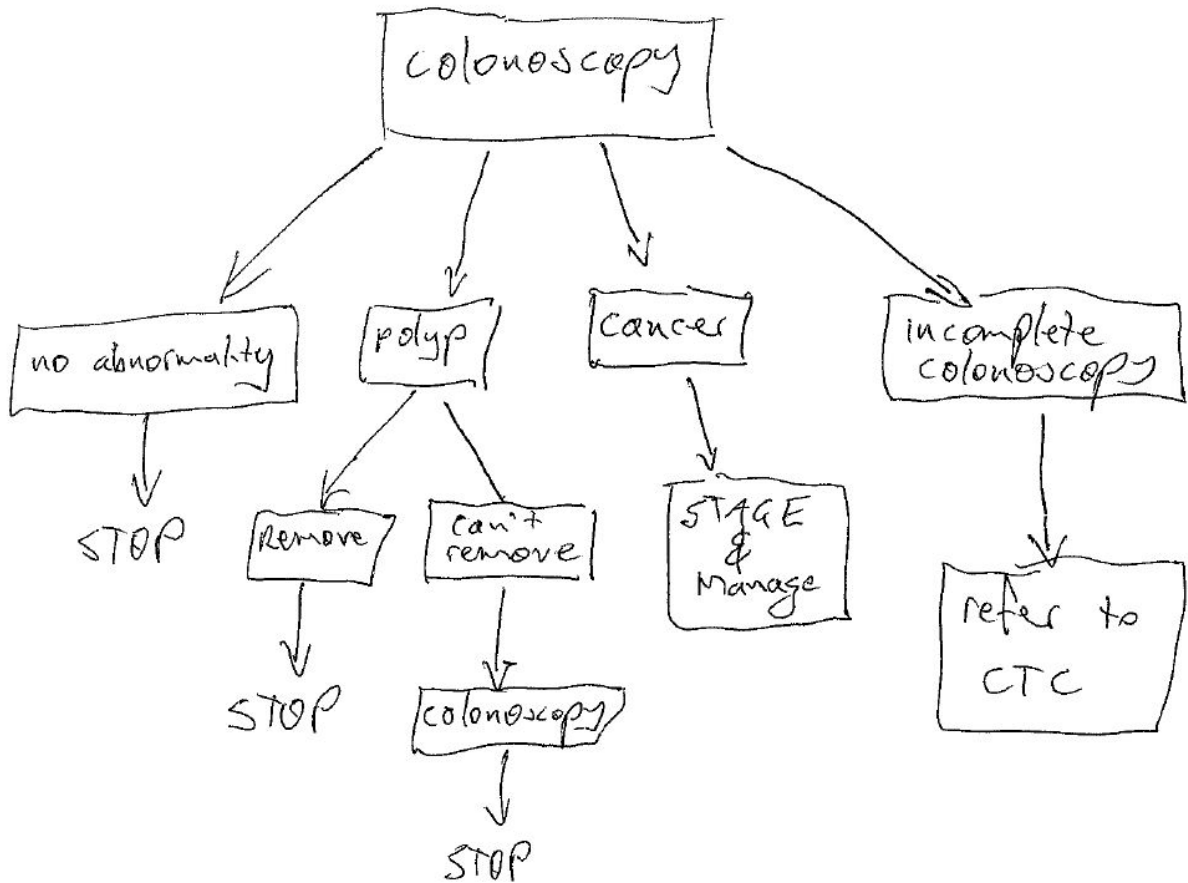 colonoscopy
no abnormality
polyp
cancer
incomplete
colonoscopy
STOP
Remove
can't
remove
STAGE
&
Manage
refer to
CTC
STOP
colonoscopy
STOP